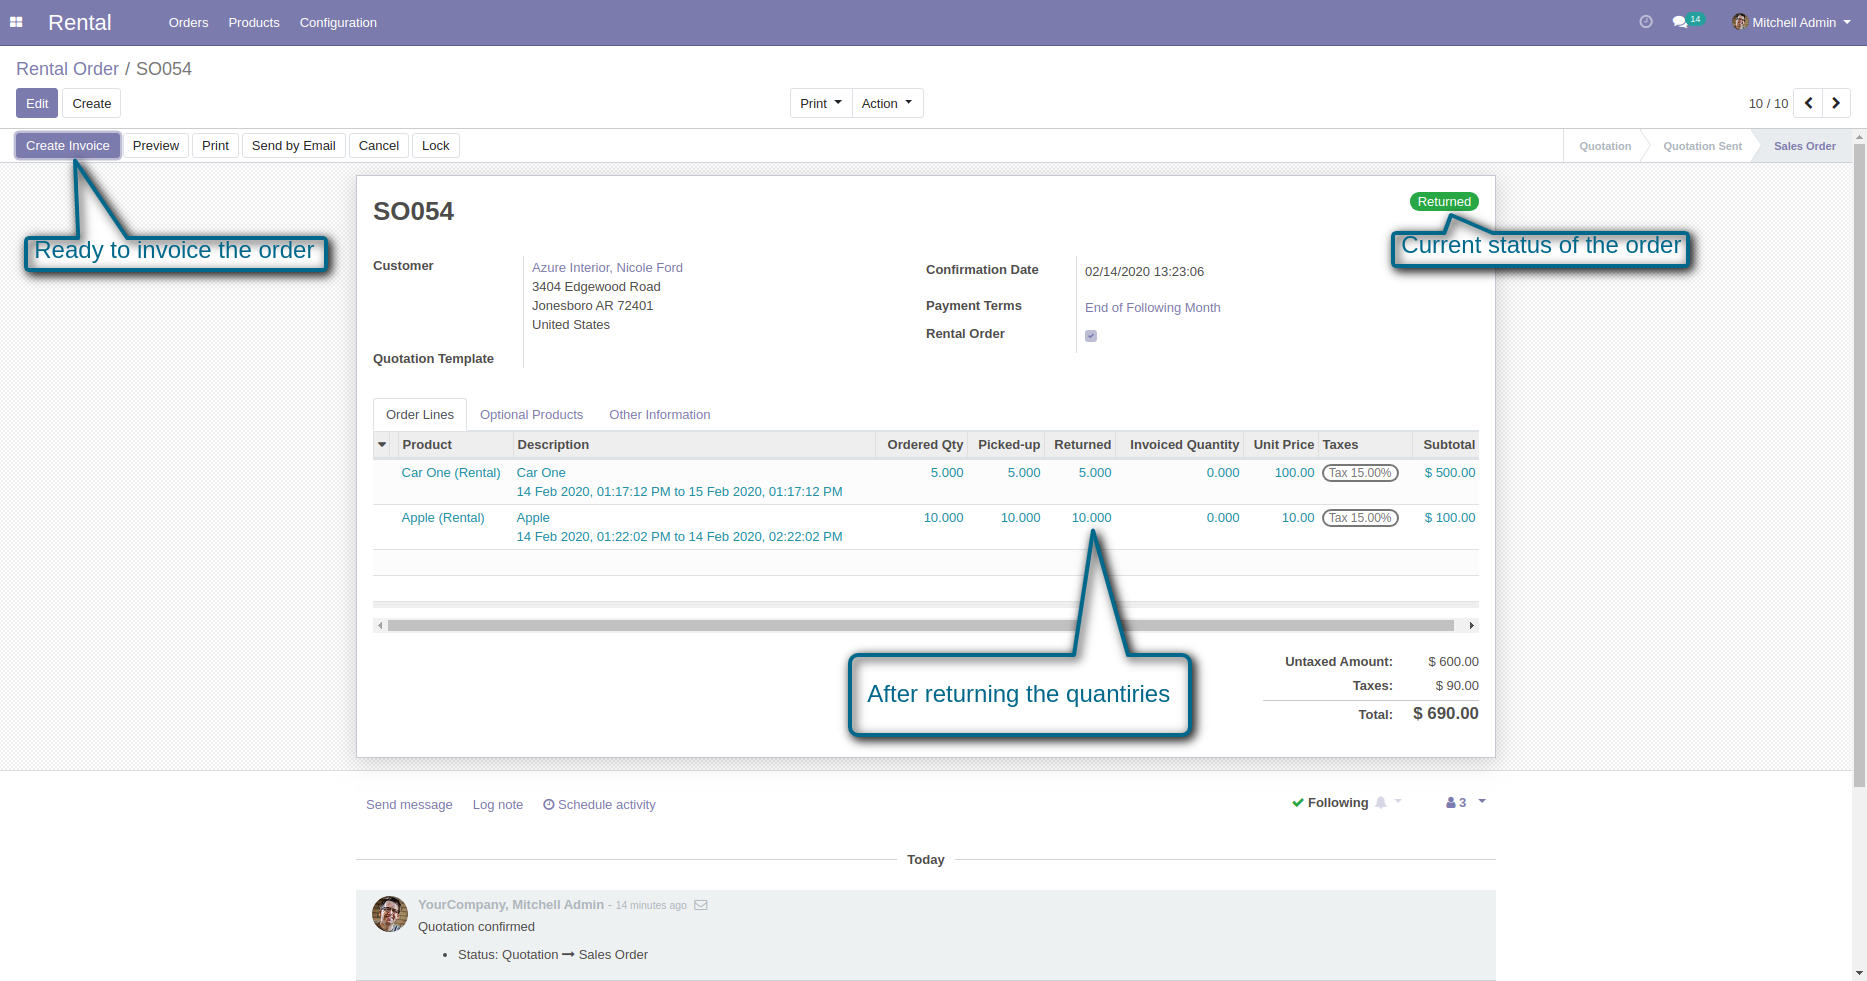 Rental Orders Products Configuration 14 Mitchell Admin
Rental Order / SO054
Edit Create Print Action 10 / 10
Create Invoice Preview Print Send by Email Cancel Lock Quotation Quotation Sent Sales Order
SO054 Returned
Ready to invoice the order
Current status of the order
Customer Azure Interior, Nicole Ford
3404 Edgewood Road
Jonesboro AR 72401
United States
Quotation Template
Confirmation Date 02/14/2020 13:23:06
Payment Terms End of Following Month
Rental Order
Order Lines Optional Products Other Information
Product Description Ordered Qty Picked-up Returned Invoiced Quantity Unit Price Taxes Subtotal
Car One (Rental) Car One 5.000 5.000 5.000 0.000 100.00 Tax 15.00% $ 500.00
14 Feb 2020, 01:17:12 PM to 15 Feb 2020, 01:17:12 PM
Apple (Rental) Apple 10.000 10.000 10.000 0.000 10.00 Tax 15.00% $ 100.00
14 Feb 2020, 01:22:02 PM to 14 Feb 2020, 02:22:02 PM
After returning the quantiries
Untaxed Amount: $ 600.00
Taxes: $ 90.00
Total: $ 690.00
Send message Log note Schedule activity Following 3
Today
YourCompany, Mitchell Admin - 14 minutes ago
Quotation confirmed
• Status: Quotation → Sales Order